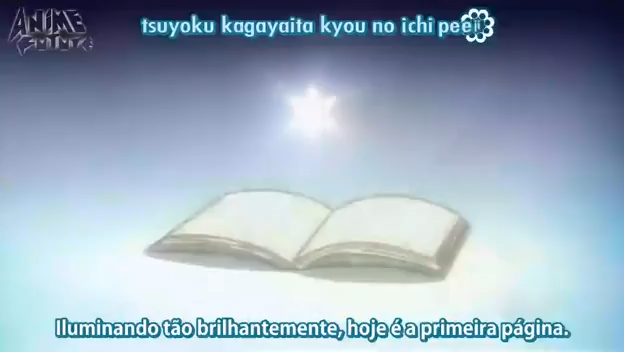 ANIME
tsuyoku kagayaita kyou no ichi peeji
Iluminando tão brilhantemente, hoje é a primeira página.